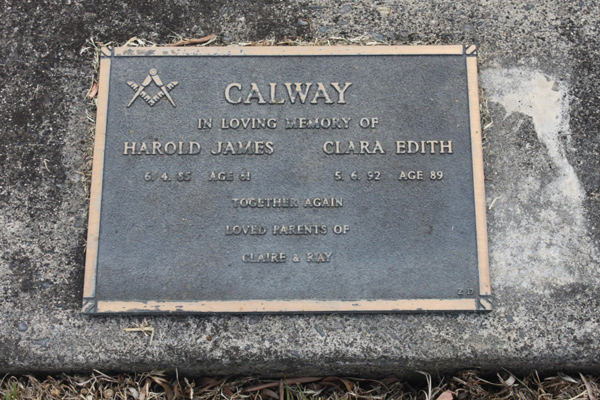 CALWAY
IN LOVING MEMORY OF
HAROLD JAMES CLARA EDITH
6. 4. 85 AGE 61 5. 6. 92 AGE 89
TOGETHER AGAIN
LOVED PARENTS OF
CLAIRE & RAY